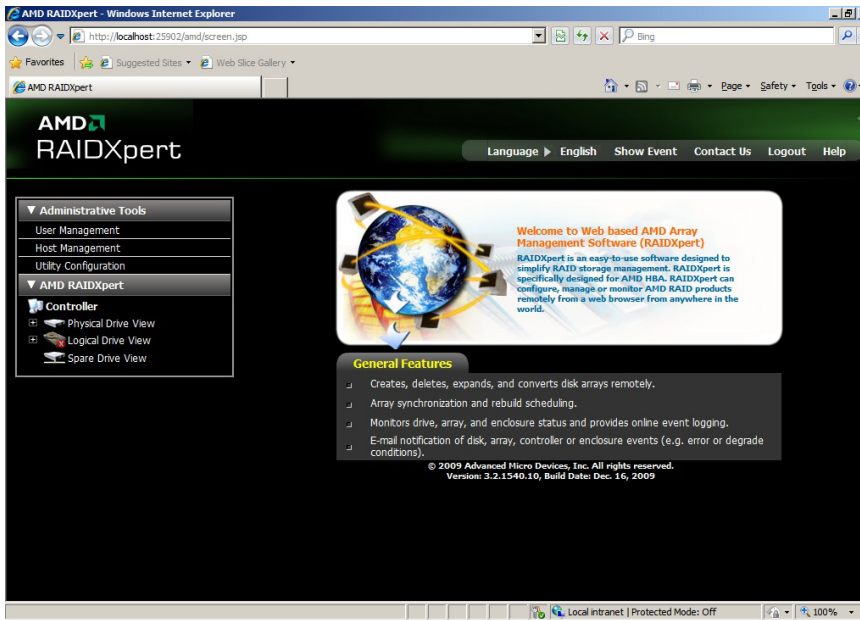 AMD RAIDXpert - Windows Internet Explorer
http://localhost:25902/amd/screen.jsp
Bing
Favorites Suggested Sites Web Slice Gallery
AMD RAIDXpert
Page Safety Tools
AMD
RAIDXpert
Language English Show Event Contact Us Logout Help
Administrative Tools
User Management
Host Management
Utility Configuration
AMD RAIDXpert
Controller
Physical Drive View
Logical Drive View
Spare Drive View
Welcome to Web based AMD Array
Management Software (RAIDXpert)
RAIDXpert is an easy-to-use software designed to
simplify RAID storage management. RAIDXpert is
specifically designed for AMD HBA. RAIDXpert can
configure, manage or monitor AMD RAID products
remotely from a web browser from anywhere in the
world.
General Features
Creates, deletes, expands, and converts disk arrays remotely.
Array synchronization and rebuild scheduling.
Monitors drive, array, and enclosure status and provides online event logging.
E-mail notification of disk, array, controller or enclosure events (e.g. error or degrade
conditions).
© 2009 Advanced Micro Devices, Inc. All rights reserved.
Version: 3.2.1540.10, Build Date: Dec. 16, 2009
Local intranet | Protected Mode: Off
100%